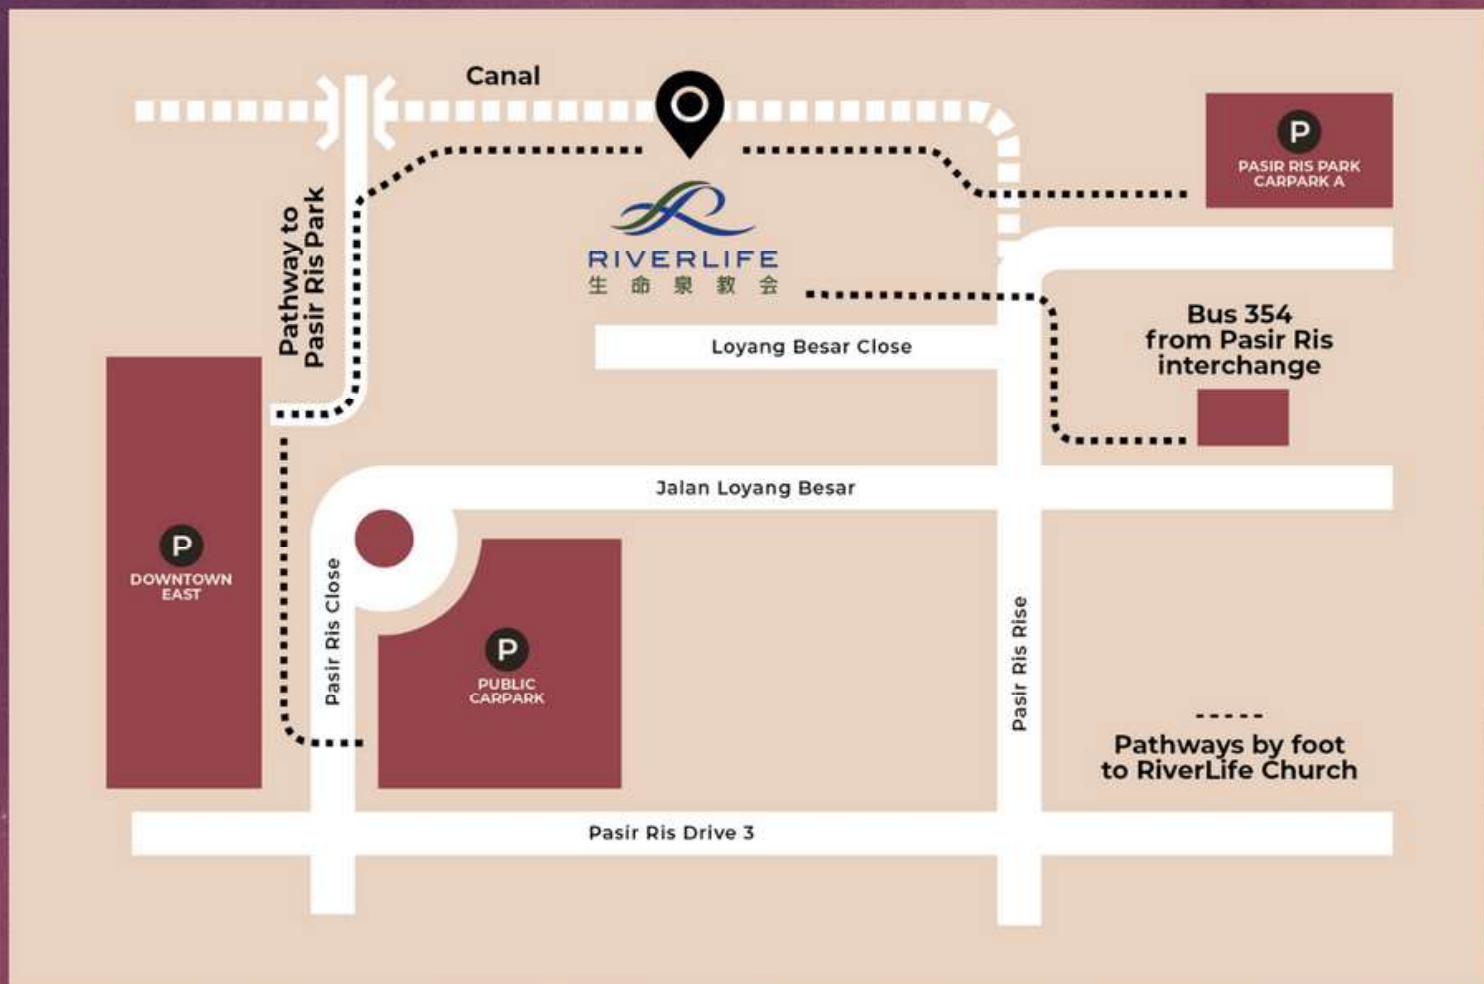 Canal
P
PASIR RIS PARK
CARPARK A
Pathway to
Pasir Ris Park
RIVERLIFE
生命泉教会
Bus 354
from Pasir Ris
interchange
Loyang Besar Close
Jalan Loyang Besar
P
DOWNTOWN
EAST
Pasir Ris Close
P
PUBLIC
CARPARK
Pasir Ris Rise
Pathways by foot
to RiverLife Church
Pasir Ris Drive 3